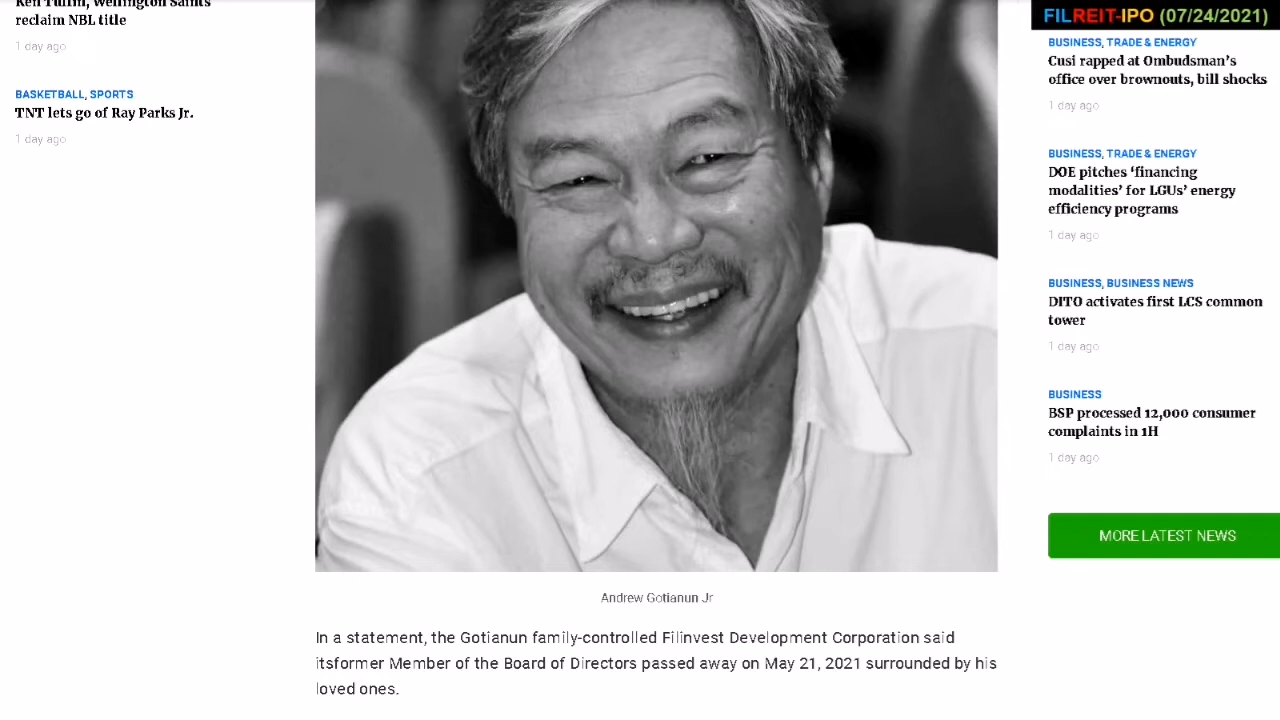 Ken Tuffin, Wellington Saints
reclaim NBL title
1 day ago
BASKETBALL, SPORTS
TNT lets go of Ray Parks Jr.
1 day ago
FILREIT-IPO (07/24/2021)
BUSINESS, TRADE & ENERGY
Cusi rapped at Ombudsman’s
office over brownouts, bill shocks
1 day ago
BUSINESS, TRADE & ENERGY
DOE pitches ‘financing
modalities’ for LGUs’ energy
efficiency programs
1 day ago
BUSINESS, BUSINESS NEWS
DITO activates first LCS common
tower
1 day ago
BUSINESS
BSP processed 12,000 consumer
complaints in 1H
1 day ago
MORE LATEST NEWS
Andrew Gotianun Jr
In a statement, the Gotianun family-controlled Filinvest Development Corporation said
itsformer Member of the Board of Directors passed away on May 21, 2021 surrounded by his
loved ones.